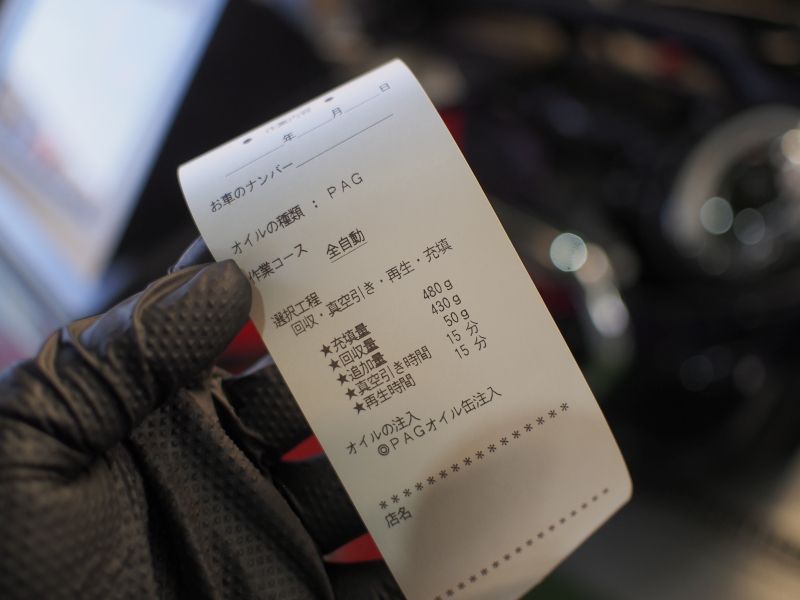 年 月 日
お車のナンバー
オイルの種類 : PAG
作業コース 全自動
選択工程
回収・真空引き・再生・充填
★充填量 480g
★回収量 430g
★追加量 50g
★真空引き時間 15 分
★再生時間 15 分
オイルの注入
◎PAGオイル缶注入
****************
店名